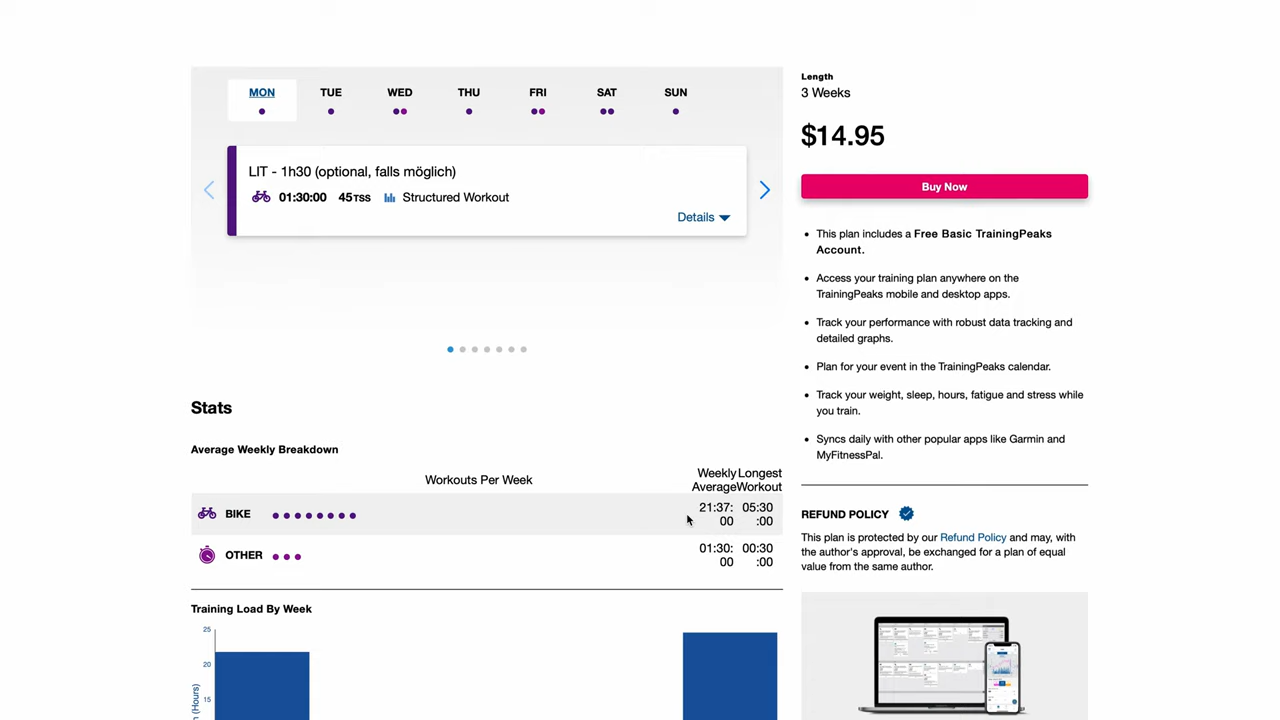 MON TUE WED THU FRI SAT SUN
LIT - 1h30 (optional, falls möglich)
01:30:00 45TSS Structured Workout
Details
Stats
Average Weekly Breakdown
Workouts Per Week
Weekly Longest
Average Workout
BIKE
21:37: 05:30
00 :00
OTHER
01:30: 00:30
00 :00
Training Load By Week
25
20
15
n (Hours)
Length
3 Weeks
$14.95
Buy Now
This plan includes a Free Basic TrainingPeaks
Account.
Access your training plan anywhere on the
TrainingPeaks mobile and desktop apps.
Track your performance with robust data tracking and
detailed graphs.
Plan for your event in the TrainingPeaks calendar.
Track your weight, sleep, hours, fatigue and stress while
you train.
Syncs daily with other popular apps like Garmin and
MyFitnessPal.
REFUND POLICY
This plan is protected by our Refund Policy and may, with
the author's approval, be exchanged for a plan of equal
value from the same author.